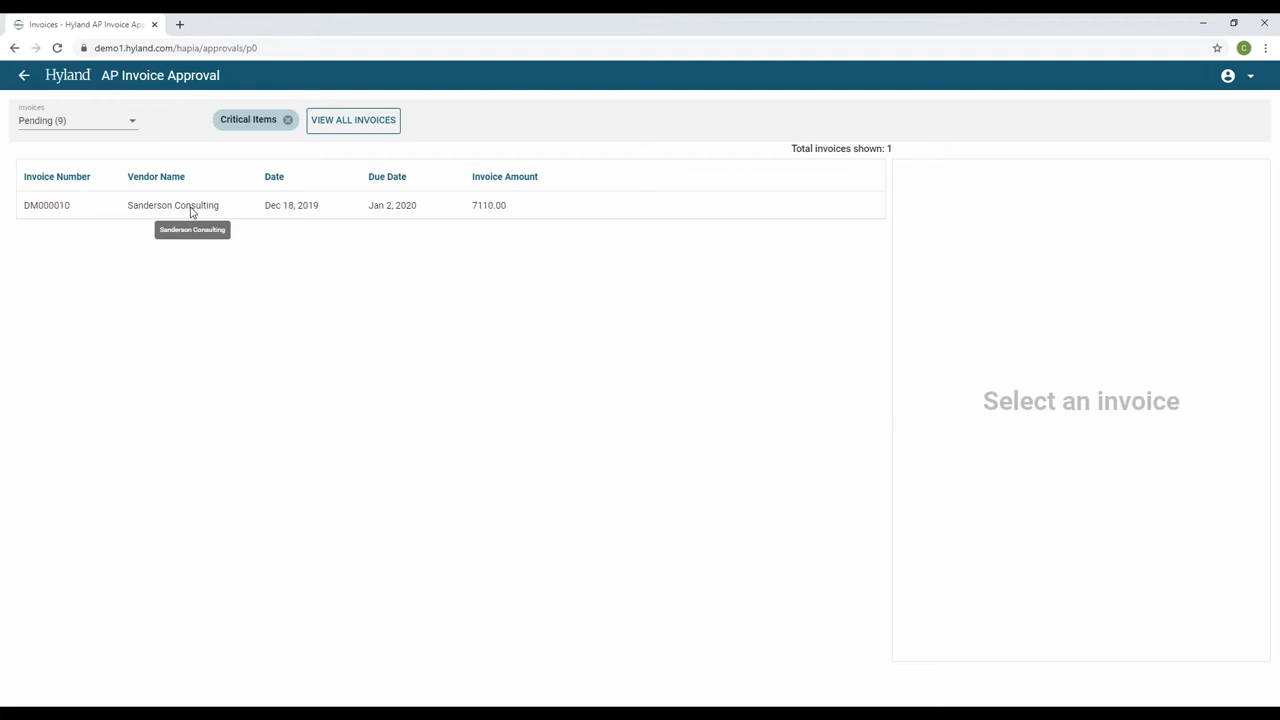 Invoices - Hyland AP Invoice Ap
demo1.hyland.com/hapia/approvals/p0
C
Hyland AP Invoice Approval
Invoices
Pending (9)
Critical Items
VIEW ALL INVOICES
Total invoices shown: 1
Invoice Number Vendor Name Date Due Date Invoice Amount
DM000010 Sanderson Consulting Dec 18, 2019 Jan 2, 2020 7110.00
Sanderson Consulting
Select an invoice